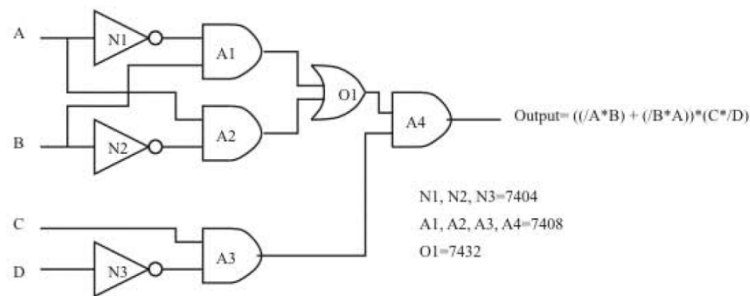 A
N1
A1
O1
A4
Output= ((/A*B) + (/B*A))*(C*/D)
A2
B
N2
N1, N2, N3=7404
C
A1, A2, A3, A4=7408
A3
O1=7432
D
N3